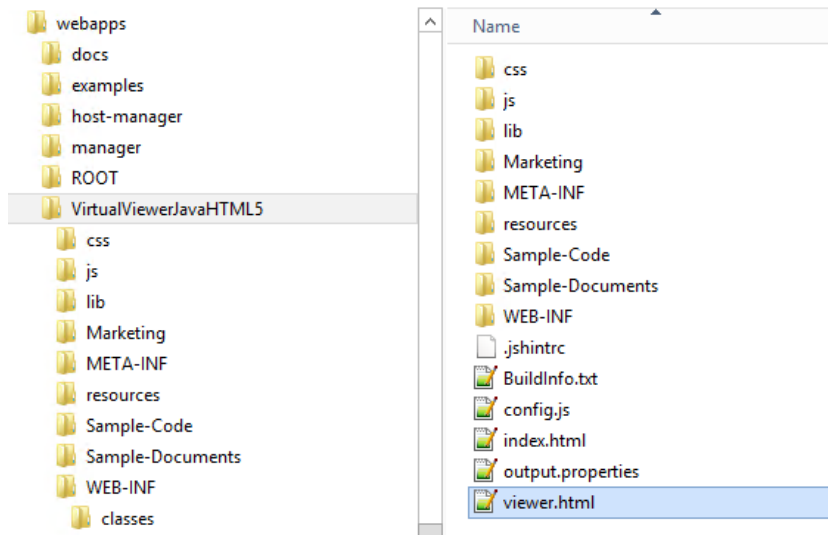 webapps
docs
examples
host-manager
manager
ROOT
VirtualViewerJavaHTML5
css
js
lib
Marketing
META-INF
resources
Sample-Code
Sample-Documents
WEB-INF
classes
Name
css
js
lib
Marketing
META-INF
resources
Sample-Code
Sample-Documents
WEB-INF
.jshintrc
BuildInfo.txt
config.js
index.html
output.properties
viewer.html